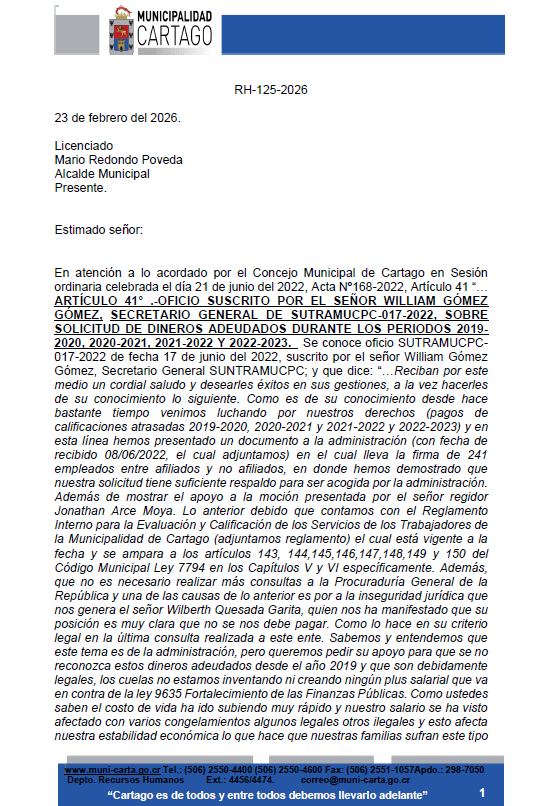 MUNICIPALIDAD
CARTAGO
RH-125-2026
23 de febrero del 2026.
Licenciado
Mario Redondo Poveda
Alcalde Municipal
Presente.
Estimado señor:
En atención a lo acordado por el Concejo Municipal de Cartago en Sesión
ordinaria celebrada el día 21 de junio del 2022, Acta Nº168-2022, Artículo 41 “…
ARTÍCULO 41° .-OFICIO SUSCRITO POR EL SEÑOR WILLIAM GÓMEZ
GÓMEZ, SECRETARIO GENERAL DE SUTRAMUCPC-017-2022, SOBRE
SOLICITUD DE DINEROS ADEUDADOS DURANTE LOS PERIODOS 2019-
2020, 2020-2021, 2021-2022 Y 2022-2023. Se conoce oficio SUTRAMUCPC-
017-2022 de fecha 17 de junio del 2022, suscrito por el señor William Gómez
Gómez, Secretario General SUNTRAMUCPC; y que dice: “…Reciban por este
medio un cordial saludo y desearles éxitos en sus gestiones, a la vez hacerles
de su conocimiento lo siguiente. Como es de su conocimiento desde hace
bastante tiempo venimos luchando por nuestros derechos (pagos de
calificaciones atrasadas 2019-2020, 2020-2021 y 2021-2022 y 2022-2023) y en
esta línea hemos presentado un documento a la administración (con fecha de
recibido 08/06/2022, el cual adjuntamos) en el cual lleva la firma de 241
empleados entre afiliados y no afiliados, en donde hemos demostrado que
nuestra solicitud tiene suficiente respaldo para ser acogida por la administración.
Además de mostrar el apoyo a la moción presentada por el señor regidor
Jonathan Arce Moya. Lo anterior debido que contamos con el Reglamento
Interno para la Evaluación y Calificación de los Servicios de los Trabajadores de
la Municipalidad de Cartago (adjuntamos reglamento) el cual está vigente a la
fecha y se ampara a los artículos 143, 144,145,146,147,148,149 y 150 del
Código Municipal Ley 7794 en los Capítulos V y VI específicamente. Además,
que no es necesario realizar más consultas a la Procuraduría General de la
República y una de las causas de lo anterior es por a la inseguridad jurídica que
nos genera el señor Wilberth Quesada Garita, quien nos ha manifestado que su
posición es muy clara que no se nos debe pagar. Como lo hace en su criterio
legal en la última consulta realizada a este ente. Sabemos y entendemos que
este tema es de la administración, pero queremos pedir su apoyo para que se no
reconozca estos dineros adeudados desde el año 2019 y que son debidamente
legales, los cuelas no estamos inventando ni creando ningún plus salarial que va
en contra de la ley 9635 Fortalecimiento de las Finanzas Públicas. Como ustedes
saben el costo de vida ha ido subiendo muy rápido y nuestro salario se ha visto
afectado con varios congelamientos algunos legales otros ilegales y esto afecta
nuestra estabilidad económica lo que hace que nuestras familias sufran este tipo
www.muni-carta.go.cr Tel.: (506) 2550-4400 (506) 2550-4600 Fax: (506) 2551-1057Apdo.: 298-7050
Depto. Recursos Humanos Ext.: 4456/4474. correo@muni-carta.go.cr
“Cartago es de todos y entre todos debemos llevarlo adelante” 1